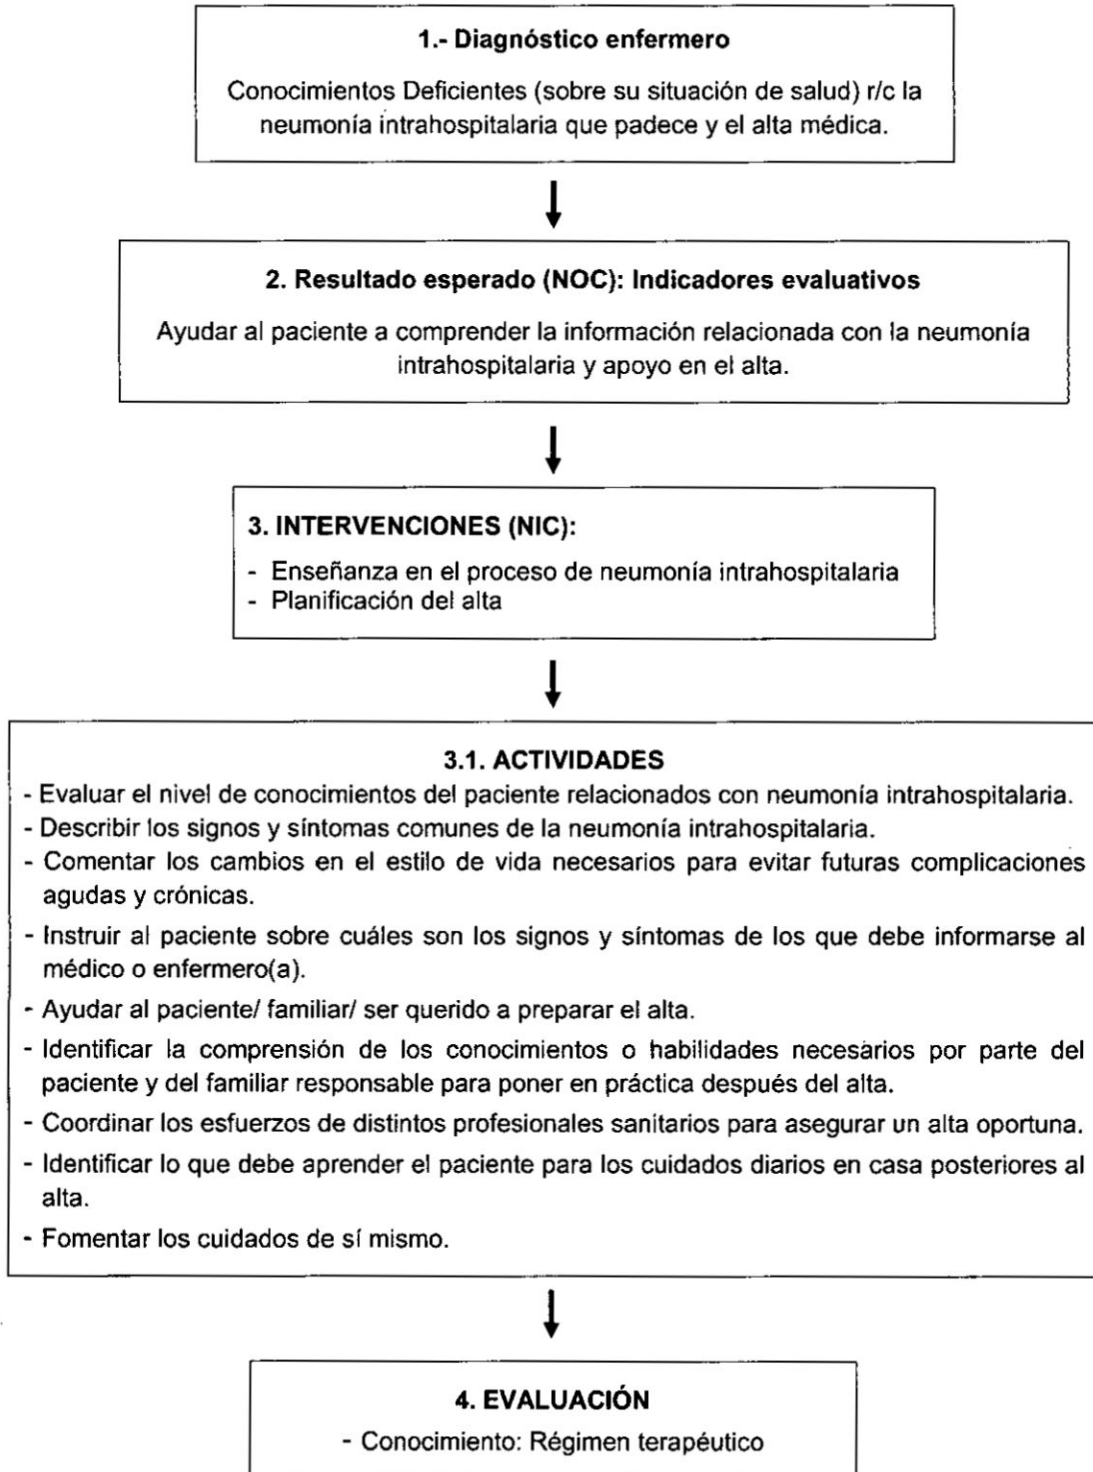 1.- Diagnóstico enfermero
Conocimientos Deficientes (sobre su situación de salud) r/c la
neumonía intrahospitalaria que padece y el alta médica.
2. Resultado esperado (NOC): Indicadores evaluativos
Ayudar al paciente a comprender la información relacionada con la neumonía
intrahospitalaria y apoyo en el alta.
3. INTERVENCIONES (NIC):
- Enseñanza en el proceso de neumonía intrahospitalaria
- Planificación del alta
3.1. ACTIVIDADES
- Evaluar el nivel de conocimientos del paciente relacionados con neumonía intrahospitalaria.
- Describir los signos y síntomas comunes de la neumonía intrahospitalaria.
- Comentar los cambios en el estilo de vida necesarios para evitar futuras complicaciones
agudas y crónicas.
- Instruir al paciente sobre cuáles son los signos y síntomas de los que debe informarse al
médico o enfermero(a).
- Ayudar al paciente/ familiar/ ser querido a preparar el alta.
- Identificar la comprensión de los conocimientos o habilidades necesarios por parte del
paciente y del familiar responsable para poner en práctica después del alta.
- Coordinar los esfuerzos de distintos profesionales sanitarios para asegurar un alta oportuna.
- Identificar lo que debe aprender el paciente para los cuidados diarios en casa posteriores al
alta.
- Fomentar los cuidados de sí mismo.
4. EVALUACIÓN
- Conocimiento: Régimen terapéutico